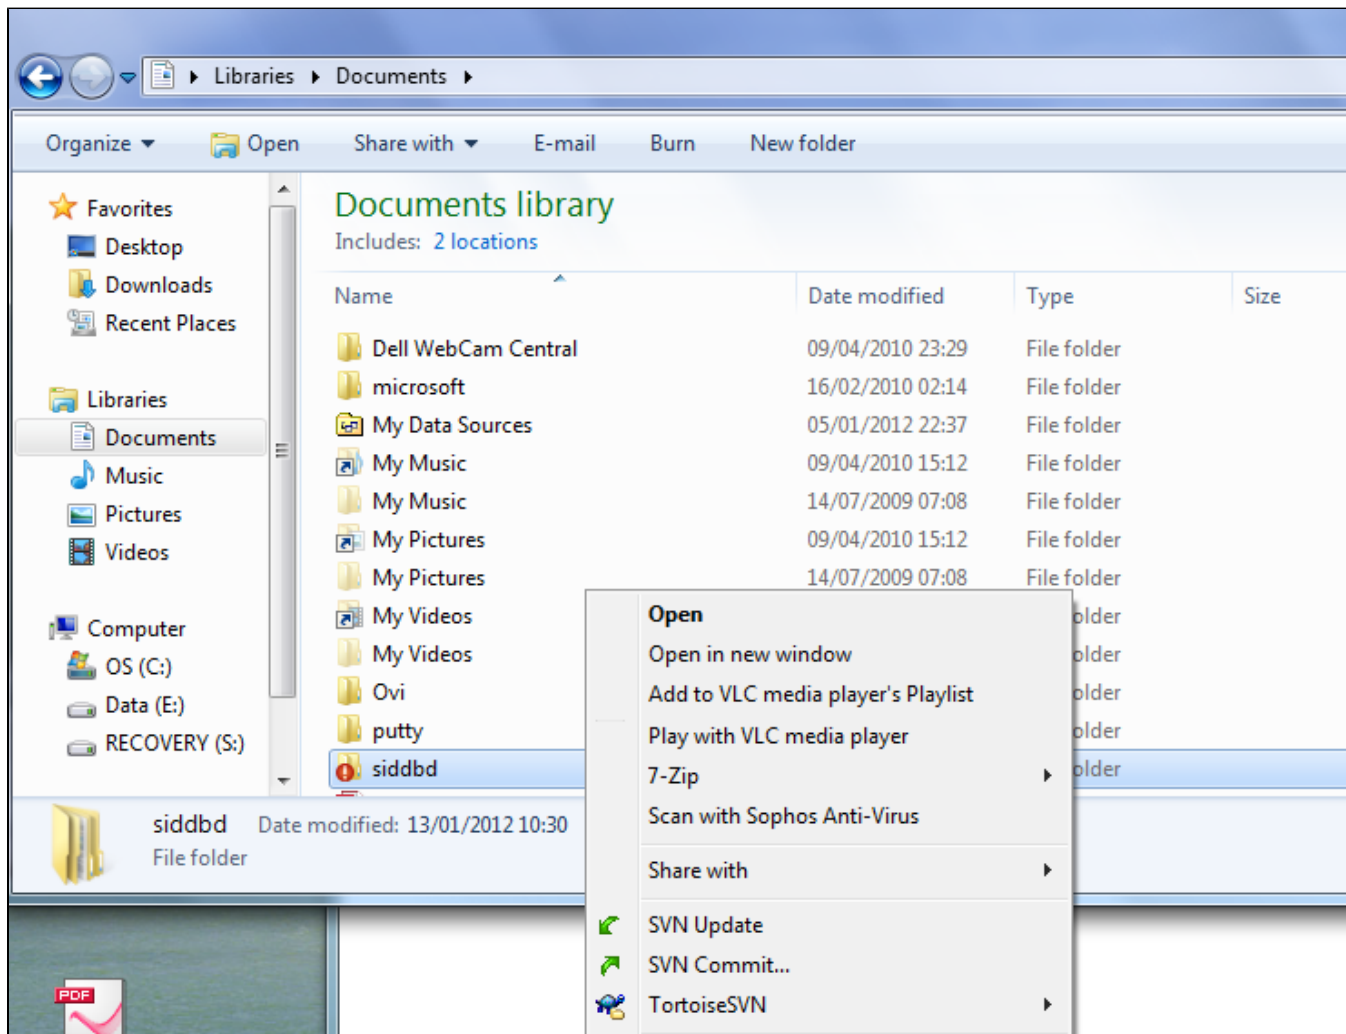 Libraries Documents
Organize Open Share with E-mail Burn New folder
Favorites
Desktop
Downloads
Recent Places
Libraries
Documents
Music
Pictures
Videos
Computer
OS (C:)
Data (E:)
RECOVERY (S:)
Documents library
Includes: 2 locations
Name Date modified Type Size
Dell WebCam Central 09/04/2010 23:29 File folder
microsoft 16/02/2010 02:14 File folder
My Data Sources 05/01/2012 22:37 File folder
My Music 09/04/2010 15:12 File folder
My Music 14/07/2009 07:08 File folder
My Pictures 09/04/2010 15:12 File folder
My Pictures 14/07/2009 07:08 File folder
My Videos older
My Videos older
Ovi older
putty older
siddbd older
Open
Open in new window
Add to VLC media player's Playlist
Play with VLC media player
7-Zip
Scan with Sophos Anti-Virus
Share with
SVN Update
SVN Commit...
TortoiseSVN
siddbd Date modified: 13/01/2012 10:30
File folder
PDF